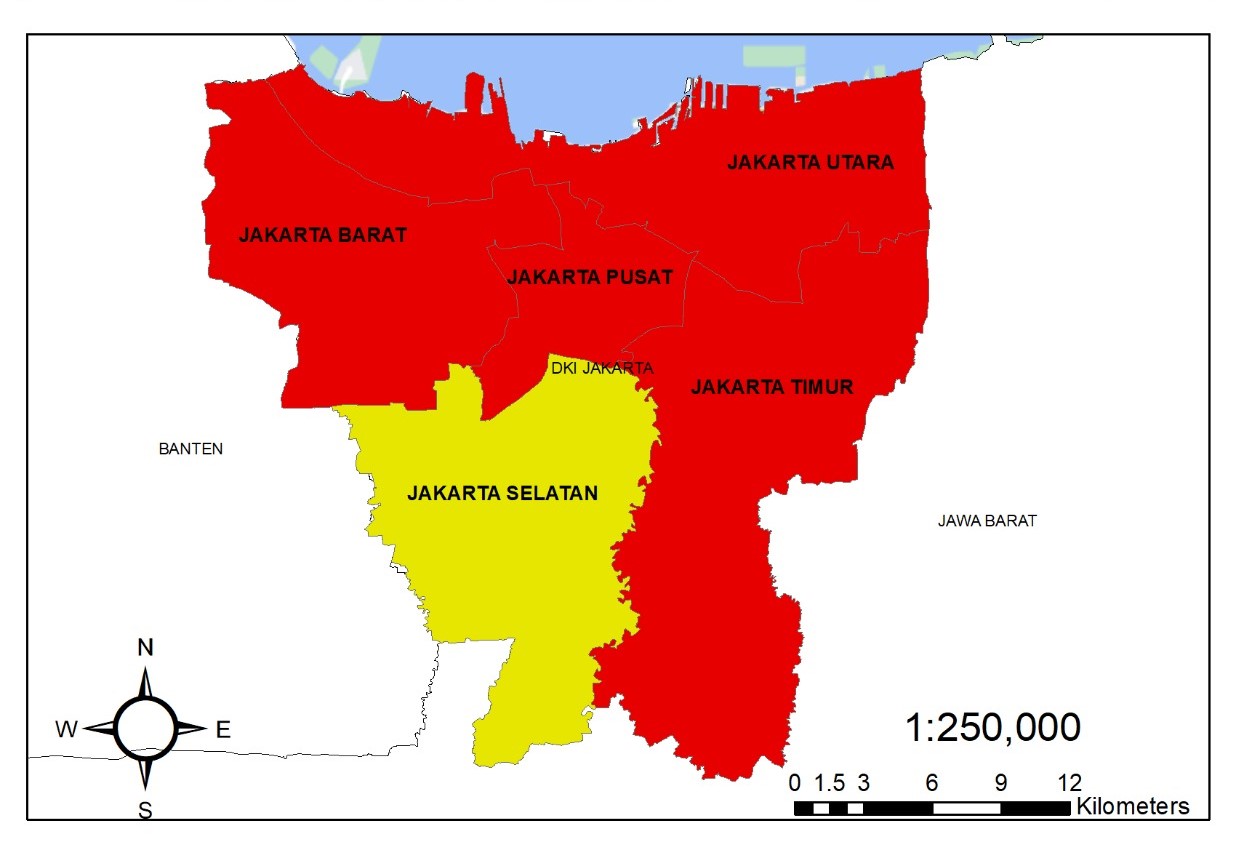 JAKARTA UTARA
JAKARTA BARAT
JAKARTA PUSAT
DKI JAKARTA
JAKARTA TIMUR
BANTEN
JAKARTA SELATAN
JAWA BARAT
N
W E
S
1:250,000
0 1.5 3 6 9 12
Kilometers